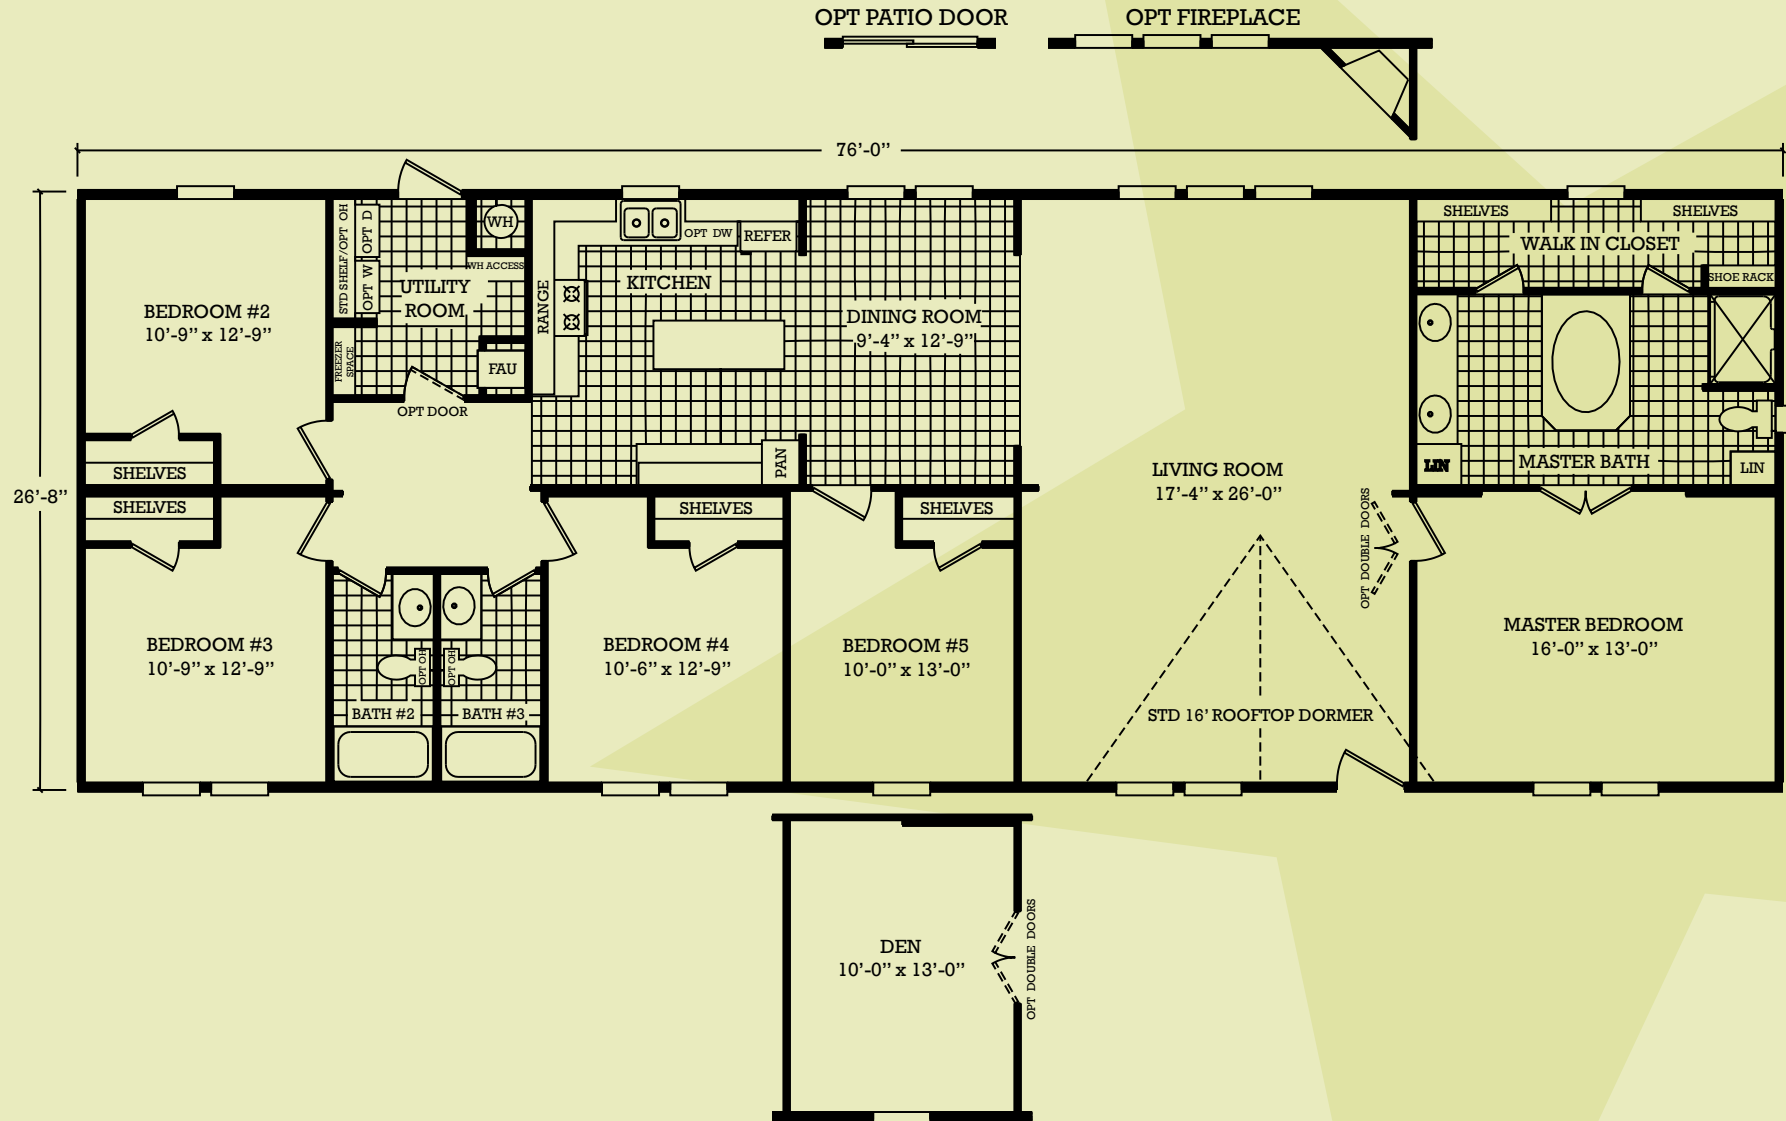 OPT PATIO DOOR
OPT FIREPLACE
76'-0"
26'-8"
BEDROOM #2
10'-9" x 12'-9"
SHELVES
STD SHELF/OPT OH
OPT D
OPT W
FREEZER
SPACE
UTILITY
ROOM
WH
WH ACCESS
FAU
OPT DOOR
RANGE
OPT DW
REFER
KITCHEN
PAN
DINING ROOM
9'-4" x 12'-9"
LIVING ROOM
17'-4" x 26'-0"
STD 16' ROOFTOP DORMER
OPT DOUBLE DOORS
SHELVES
SHELVES
WALK IN CLOSET
SHOE RACK
LIN
MASTER BATH
LIN
MASTER BEDROOM
16'-0" x 13'-0"
SHELVES
BEDROOM #3
10'-9" x 12'-9"
OPT OH
OPT OH
BATH #2
BATH #3
SHELVES
BEDROOM #4
10'-6" x 12'-9"
SHELVES
BEDROOM #5
10'-0" x 13'-0"
DEN
10'-0" x 13'-0"
OPT DOUBLE DOORS